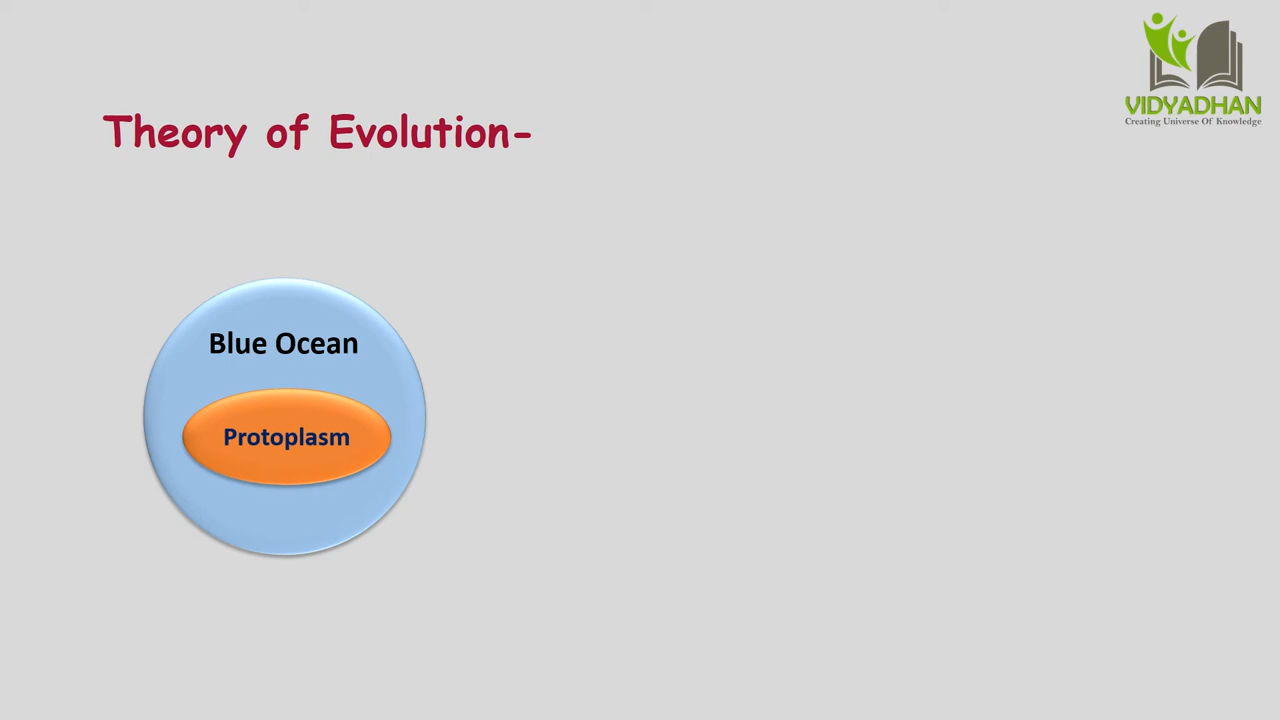 VIDYADHAN
Creating Universe Of Knowledge
Theory of Evolution-
Blue Ocean
Protoplasm